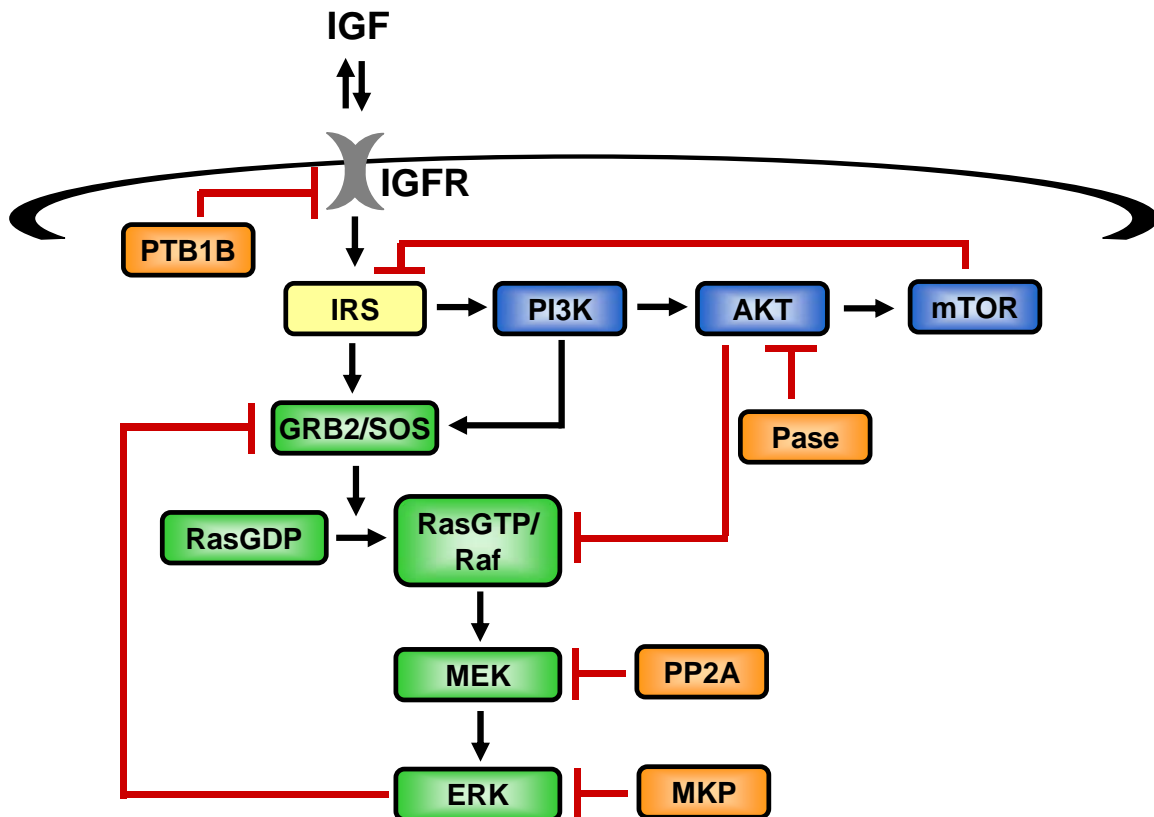 IGF
IGFR
PTB1B
IRS
PI3K
AKT
mTOR
GRB2/SOS
Pase
RasGDP
RasGTP/
Raf
MEK
PP2A
ERK
MKP